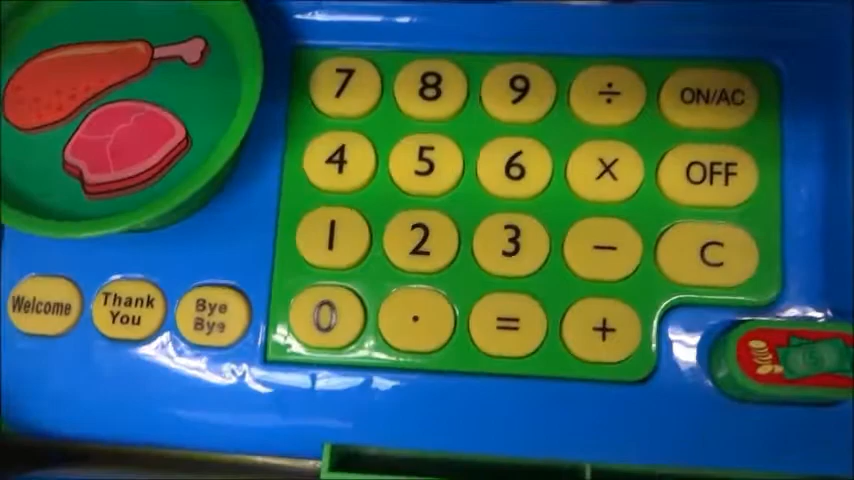 7 8 9 ÷ ON/AC
4 5 6 × OFF
1 2 3 − C
0 . = +
Welcome
Thank
You
Bye
Bye